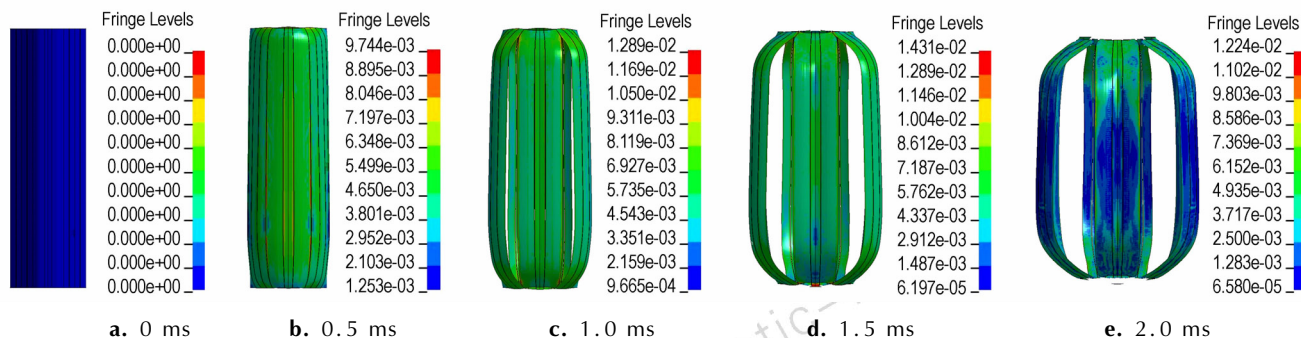 Fringe Levels
0.000e+00
0.000e+00
0.000e+00
0.000e+00
0.000e+00
0.000e+00
0.000e+00
0.000e+00
0.000e+00
0.000e+00
0.000e+00
a. 0 ms
Fringe Levels
9.744e-03
8.895e-03
8.046e-03
7.197e-03
6.348e-03
5.499e-03
4.650e-03
3.801e-03
2.952e-03
2.103e-03
1.253e-03
b. 0.5 ms
Fringe Levels
1.289e-02
1.169e-02
1.050e-02
9.311e-03
8.119e-03
6.927e-03
5.735e-03
4.543e-03
3.351e-03
2.159e-03
9.665e-04
c. 1.0 ms
Fringe Levels
1.431e-02
1.289e-02
1.146e-02
1.004e-02
8.612e-03
7.187e-03
5.762e-03
4.337e-03
2.912e-03
1.487e-03
6.197e-05
d. 1.5 ms
Fringe Levels
1.224e-02
1.102e-02
9.803e-03
8.586e-03
7.369e-03
6.152e-03
4.935e-03
3.717e-03
2.500e-03
1.283e-03
6.580e-05
e. 2.0 ms